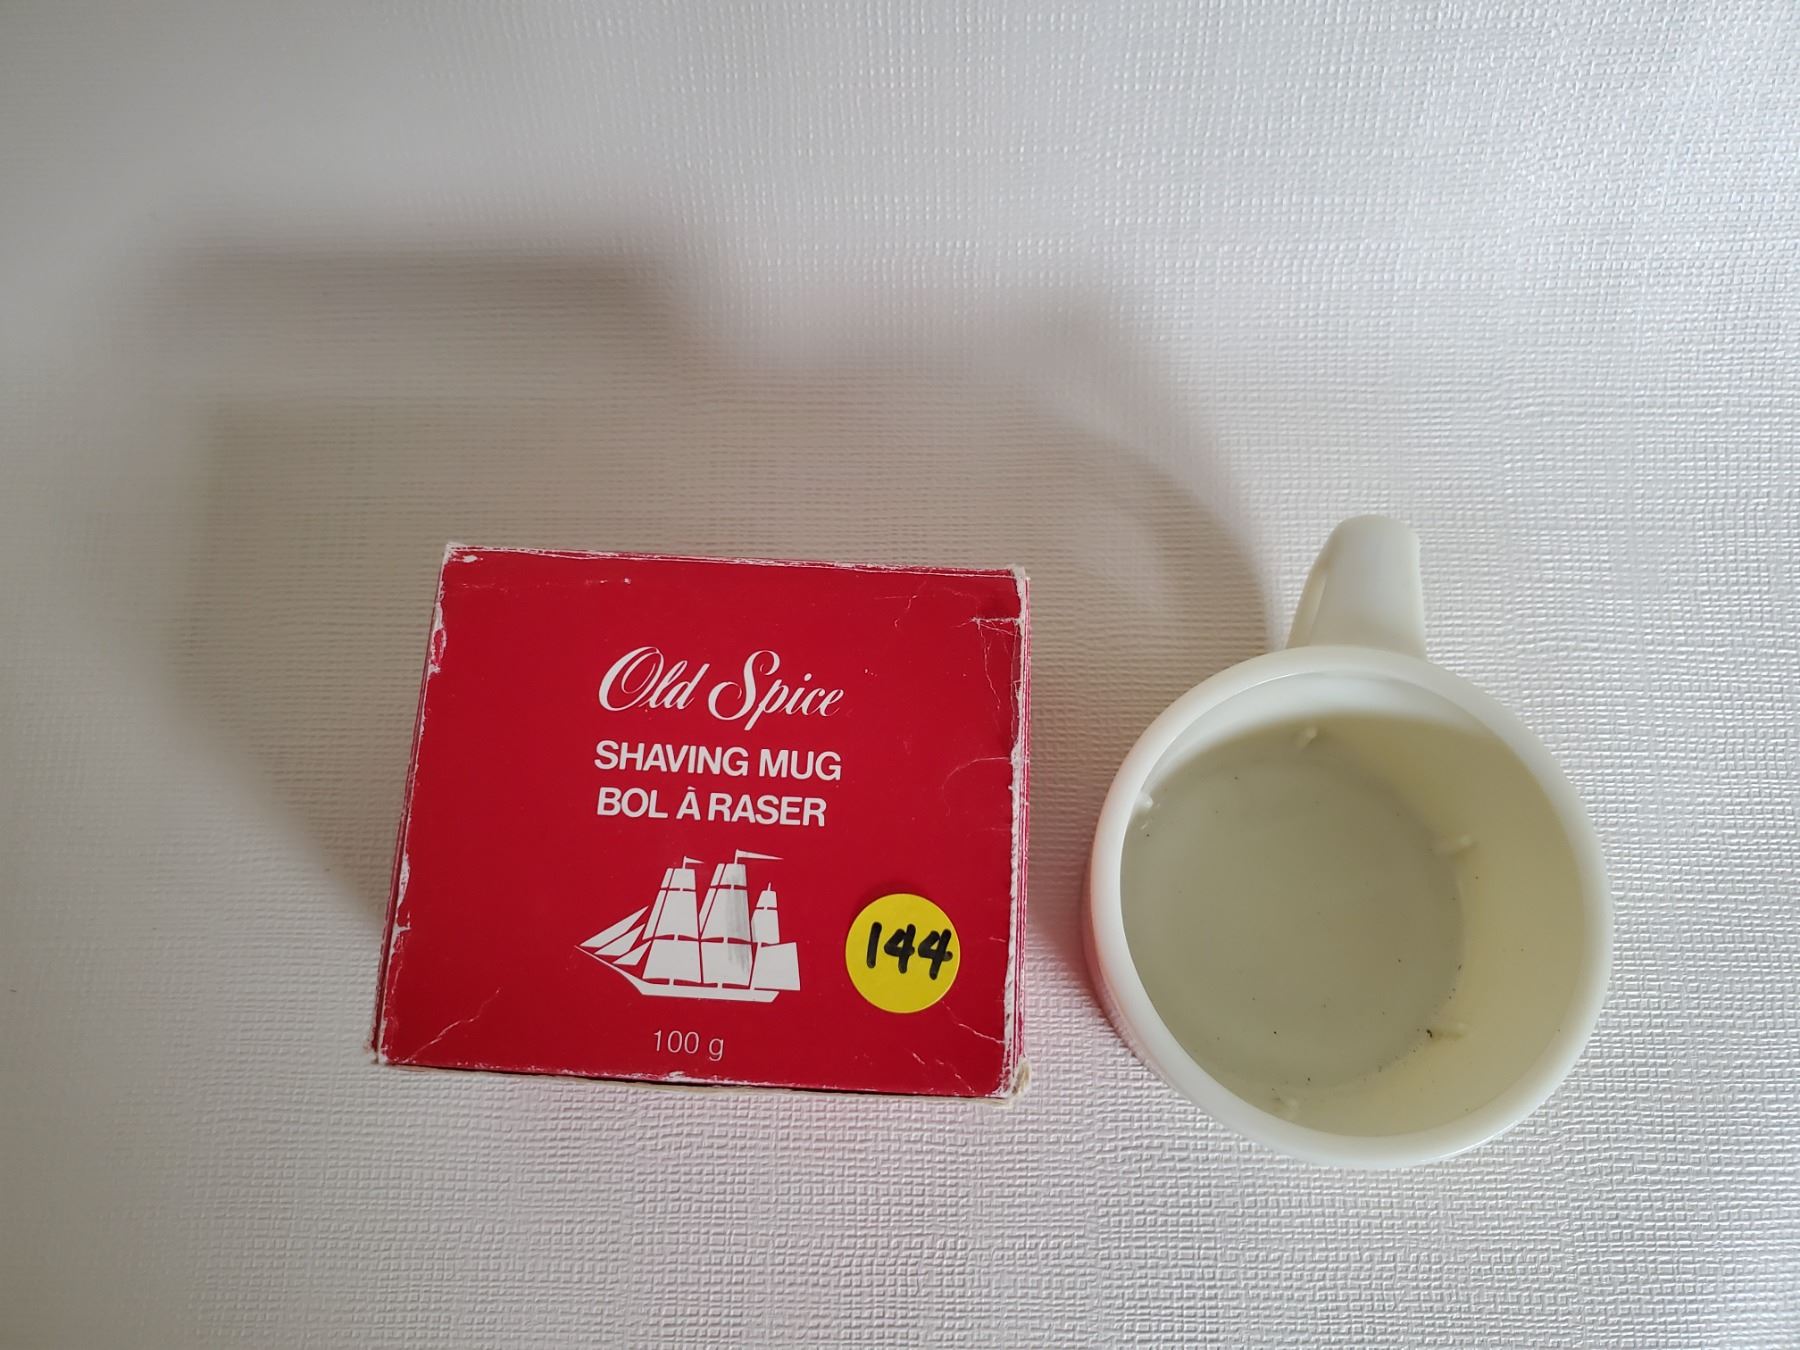 Old Spice
SHAVING MUG
BOL À RASER
144
100 g